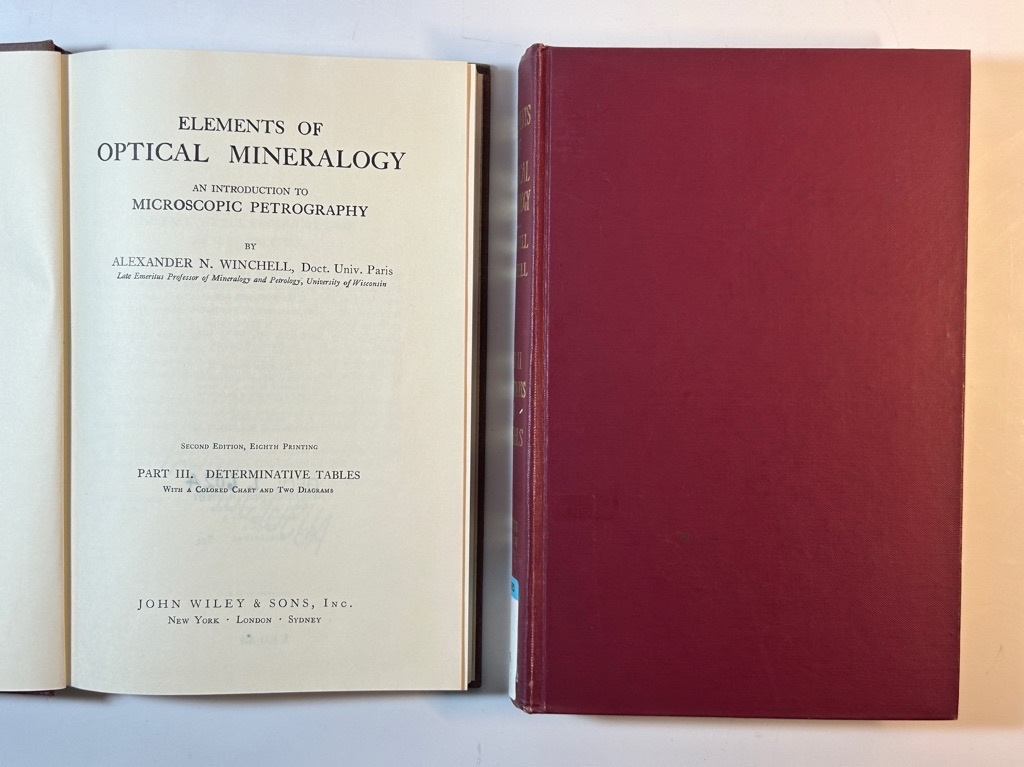 ELEMENTS OF
OPTICAL MINERALOGY
AN INTRODUCTION TO
MICROSCOPIC PETROGRAPHY
BY
ALEXANDER N. WINCHELL, Doct. Univ. Paris
Late Emeritus Professor of Mineralogy and Petrology, University of Wisconsin
SECOND EDITION, EIGHTH PRINTING
PART III. DETERMINATIVE TABLES
WITH A COLORED CHART AND TWO DIAGRAMS
JOHN WILEY & SONS, INC.
NEW YORK · LONDON · SYDNEY